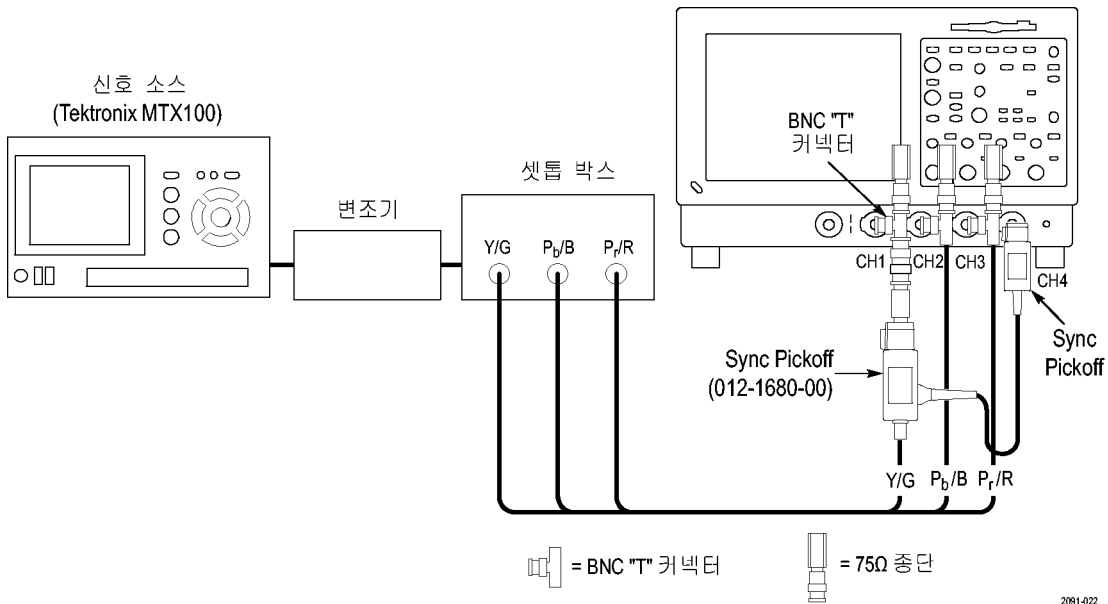 신호 소스
(Tektronix MTX100)
변조기
셋톱 박스
Y/G Pb/B Pr/R
BNC "T"
커넥터
CH1 CH2 CH3 CH4
Sync Pickoff
(012-1680-00)
Sync
Pickoff
Y/G Pb/B Pr/R
= BNC "T" 커넥터
= 75Ω 종단
2091-022